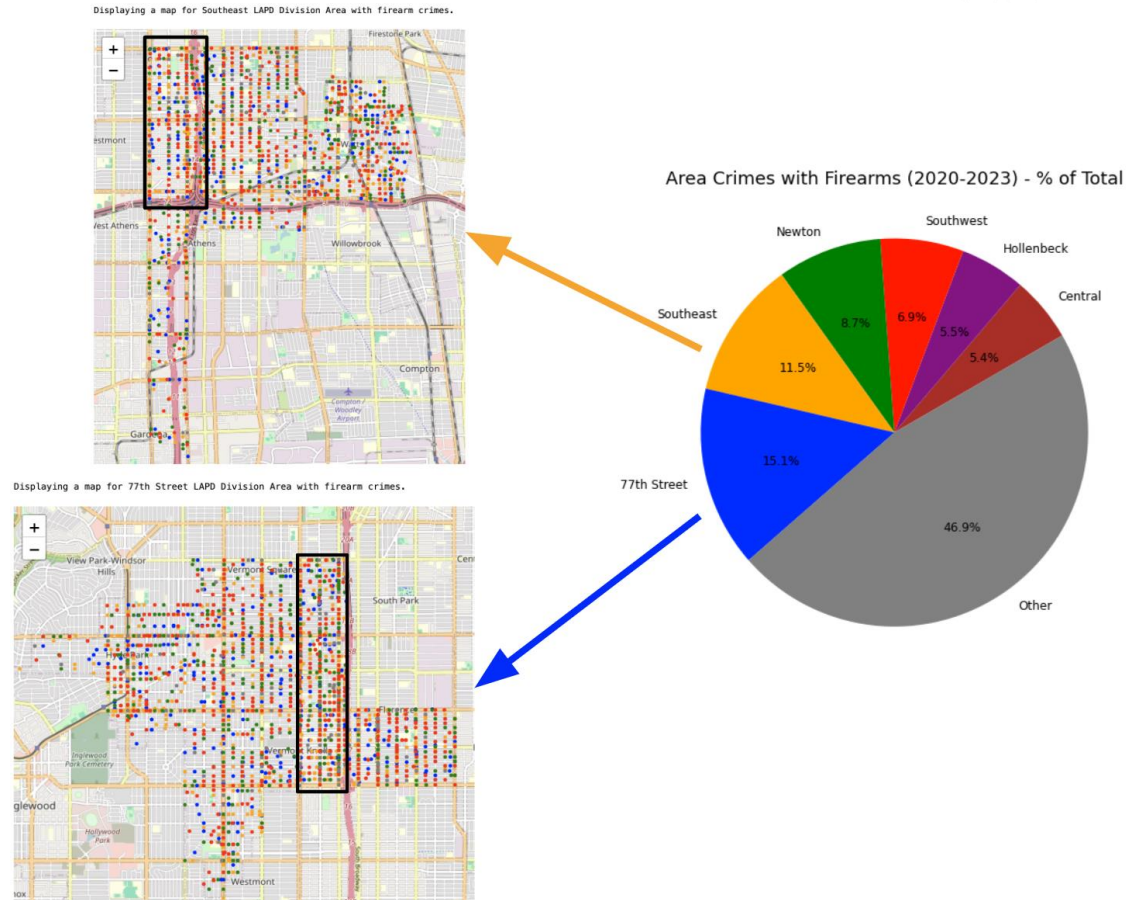 Displaying a map for Southeast LAPD Division Area with firearm crimes.
+
−
Firestone Park
estmont
West Athens
Athens
Willowbrook
Compton
Compton /
Woodley
Airport
Displaying a map for 77th Street LAPD Division Area with firearm crimes.
+
−
View Park-Windsor
Hills
Vermont Square
Cen
South Park
Hyde Park
Florence
Inglewood
Park Cemetery
glewood
Hollywood
Park
Westmont
South Broadway
Area Crimes with Firearms (2020-2023) - % of Total
Southwest
Newton
Hollenbeck
Central
Southeast
8.7%
6.9%
5.5%
5.4%
11.5%
15.1%
77th Street
46.9%
Other